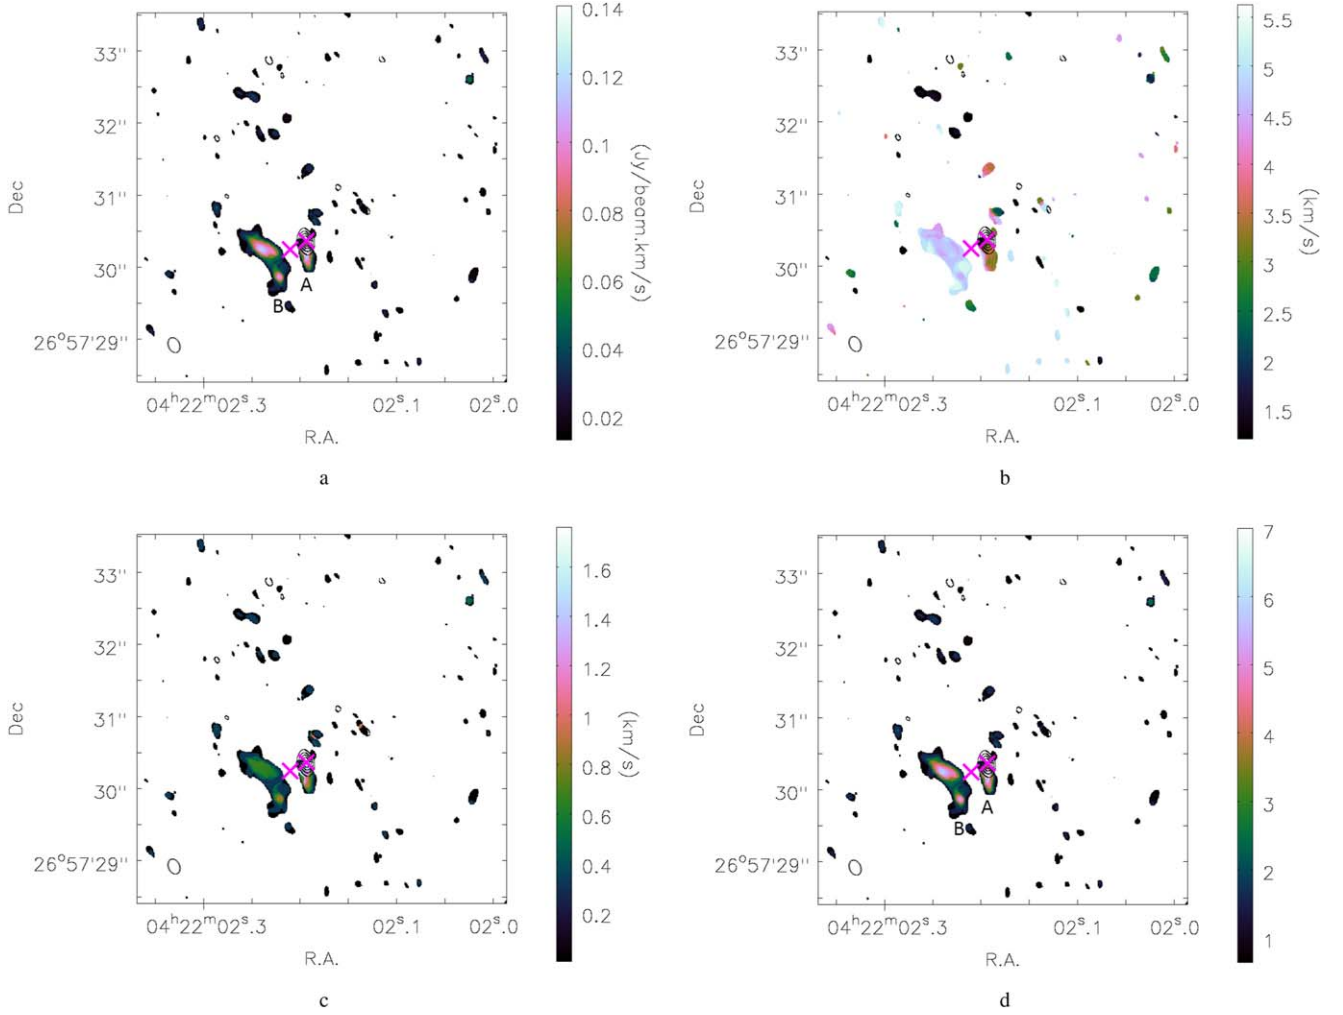 33'' 32'' 31'' 30'' 26°57'29''
Dec
04ʰ22ᵐ02ˢ.3 02ˢ.1 02ˢ.0
R.A.
A
B
0.14 0.12 0.1 0.08 0.06 0.04 0.02
(Jy/beam.km/s)
a
33'' 32'' 31'' 30'' 26°57'29''
Dec
04ʰ22ᵐ02ˢ.3 02ˢ.1 02ˢ.0
R.A.
5.5 5 4.5 4 3.5 3 2.5 2 1.5
(km/s)
b
33'' 32'' 31'' 30'' 26°57'29''
Dec
04ʰ22ᵐ02ˢ.3 02ˢ.1 02ˢ.0
R.A.
1.6 1.4 1.2 1 0.8 0.6 0.4 0.2
(km/s)
c
33'' 32'' 31'' 30'' 26°57'29''
Dec
04ʰ22ᵐ02ˢ.3 02ˢ.1 02ˢ.0
R.A.
A
B
7 6 5 4 3 2 1
d